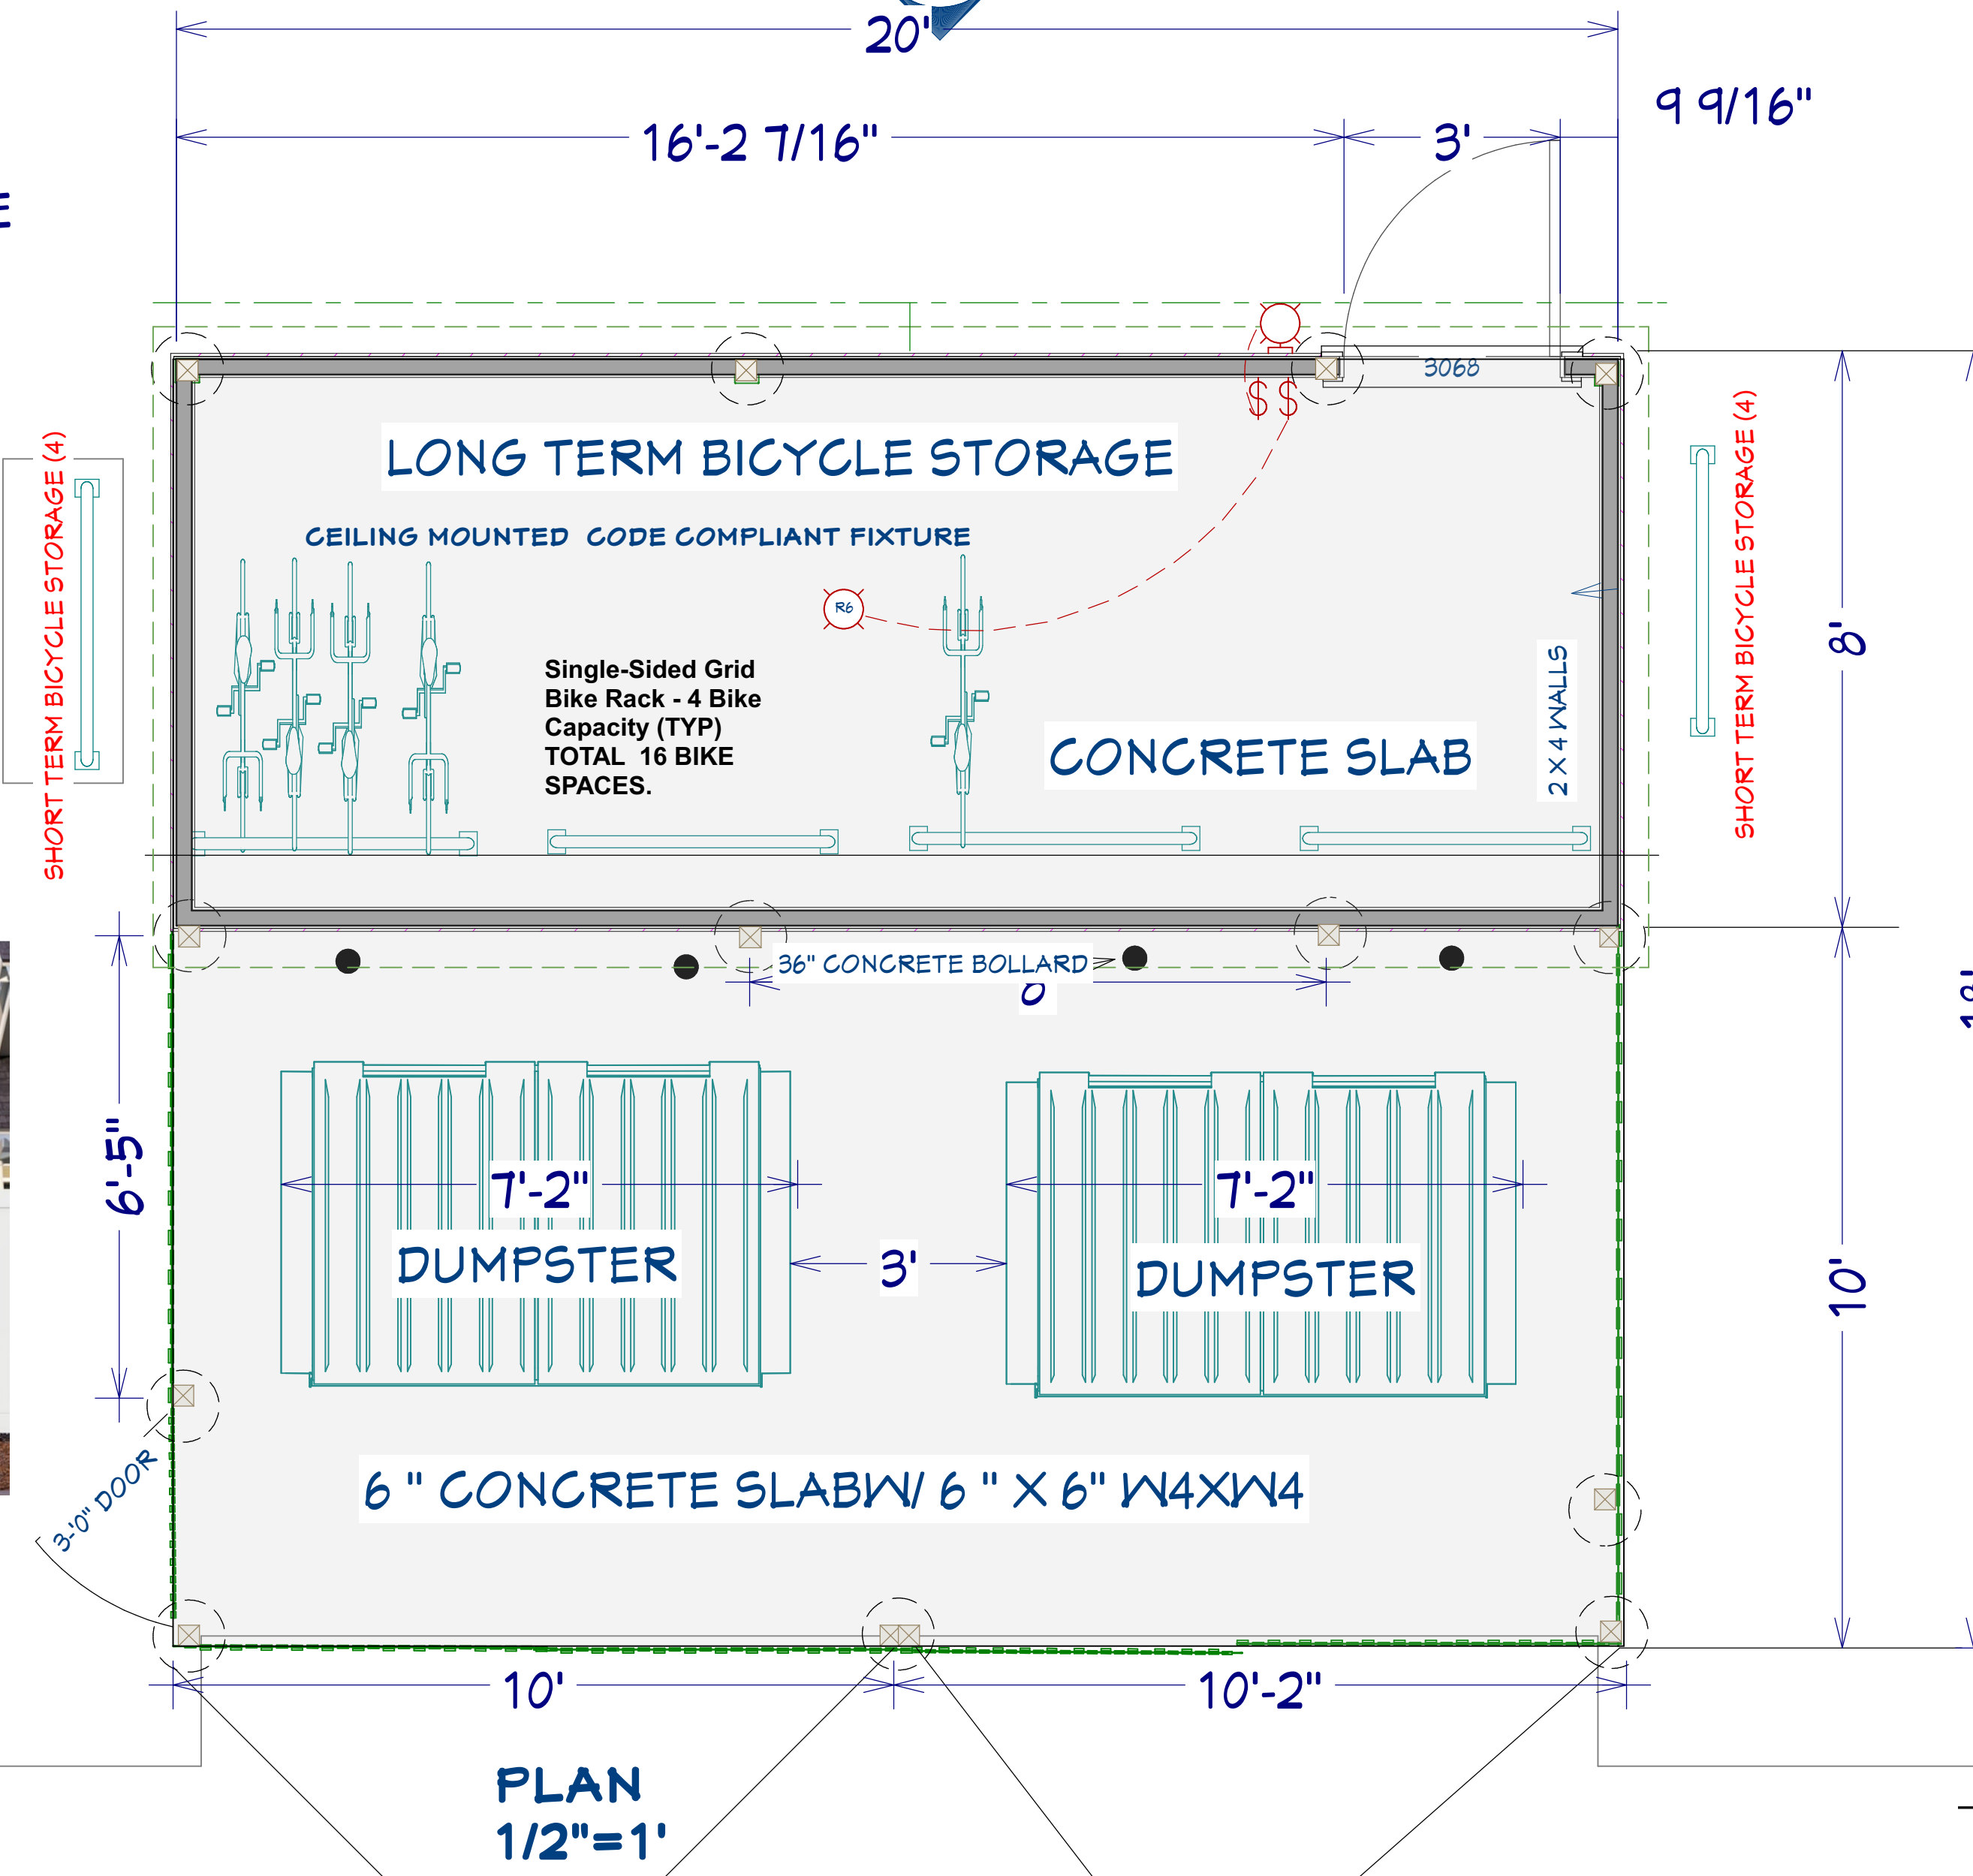 20'
16'-2 7/16"
3'
9 9/16"
3068
$ $
LONG TERM BICYCLE STORAGE
CEILING MOUNTED  CODE COMPLIANT FIXTURE
R6
Single-Sided Grid
Bike Rack - 4 Bike
Capacity (TYP)
TOTAL  16 BIKE
SPACES.
CONCRETE SLAB
2 X 4 WALLS
SHORT TERM BICYCLE STORAGE (4)
SHORT TERM BICYCLE STORAGE (4)
8'
36" CONCRETE BOLLARD
6'-5"
7'-2"
DUMPSTER
3'
7'-2"
DUMPSTER
10'
3-'0" DOOR
6 " CONCRETE SLABW/ 6 " X 6" W4XW4
10'
10'-2"
PLAN
1/2"=1'